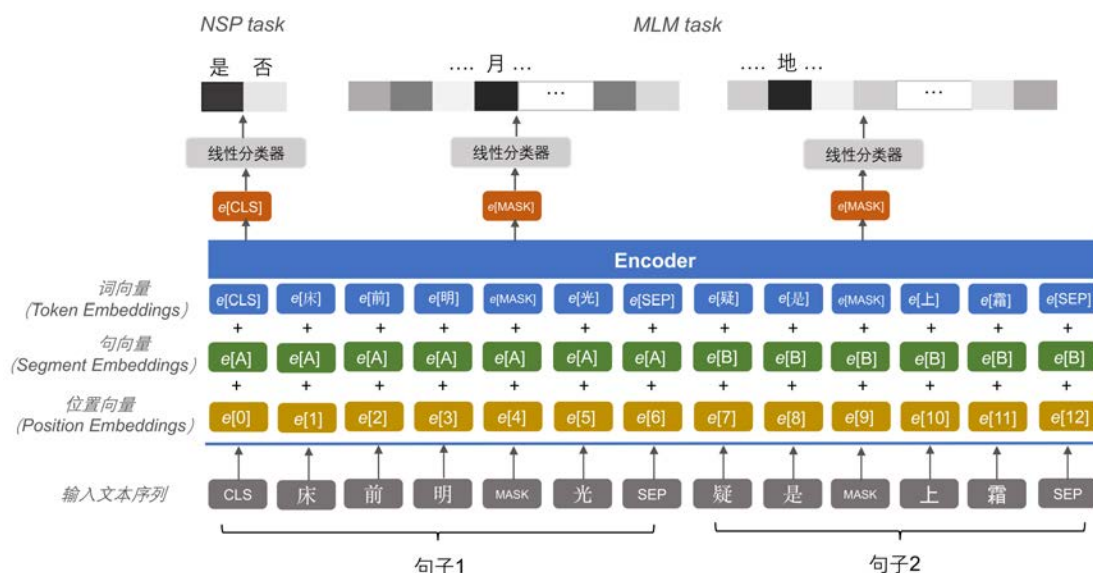 NSP task
MLM task
是 否
.... 月 ...
.... 地 ...
...
...
线性分类器
线性分类器
线性分类器
e[CLS]
e[MASK]
e[MASK]
Encoder
词向量
(Token Embeddings)
e[CLS] e[床] e[前] e[明] e[MASK] e[光] e[SEP] e[疑] e[是] e[MASK] e[上] e[霜] e[SEP]
+ + + + + + + + + + + + +
句向量
(Segment Embeddings)
e[A] e[A] e[A] e[A] e[A] e[A] e[A] e[B] e[B] e[B] e[B] e[B] e[B]
+ + + + + + + + + + + + +
位置向量
(Position Embeddings)
e[0] e[1] e[2] e[3] e[4] e[5] e[6] e[7] e[8] e[9] e[10] e[11] e[12]
输入文本序列
CLS 床 前 明 MASK 光 SEP 疑 是 MASK 上 霜 SEP
句子1
句子2